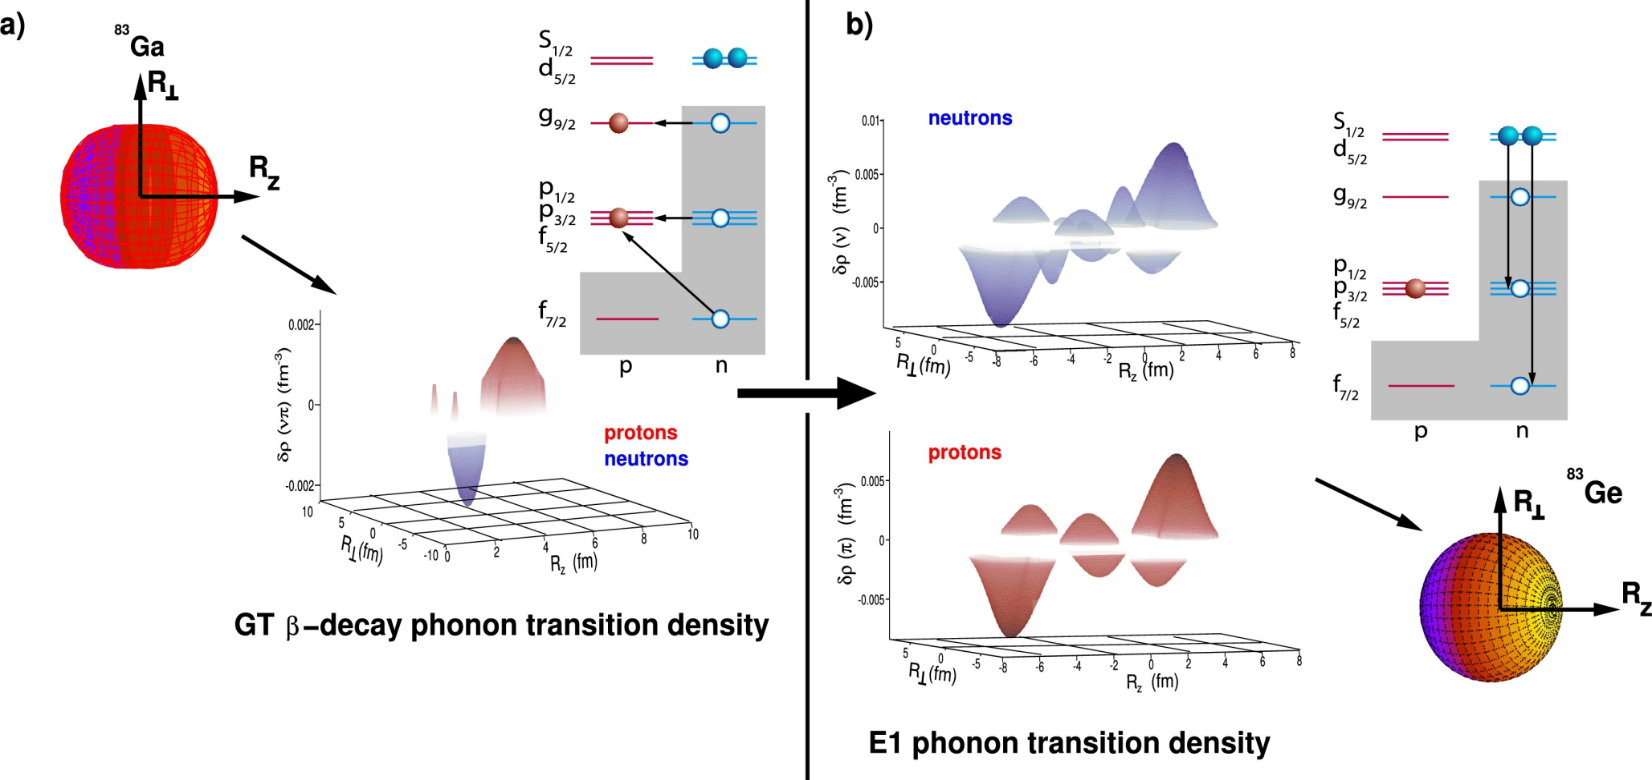 a)
83Ga
R⊥
Rz
S1/2
d5/2
g9/2
p1/2
p3/2
f5/2
f7/2
p n
0.002
0
-0.002
δρ (νπ) (fm-3)
10 5 0 -5 -10
R⊥(fm)
0 2 4 6 8 10
Rz (fm)
protons
neutrons
GT β–decay phonon transition density
b)
neutrons
0.01
0.005
0
-0.005
δρ (ν) (fm-3)
5 0 -5
R⊥(fm)
-8 -6 -4 -2 0 2 4 6 8
Rz (fm)
protons
0.005
0
-0.005
δρ (π) (fm-3)
5 0 -5
R⊥(fm)
-8 -6 -4 -2 0 2 4 6 8
Rz (fm)
E1 phonon transition density
S1/2
d5/2
g9/2
p1/2
p3/2
f5/2
f7/2
p n
83Ge
R⊥
Rz